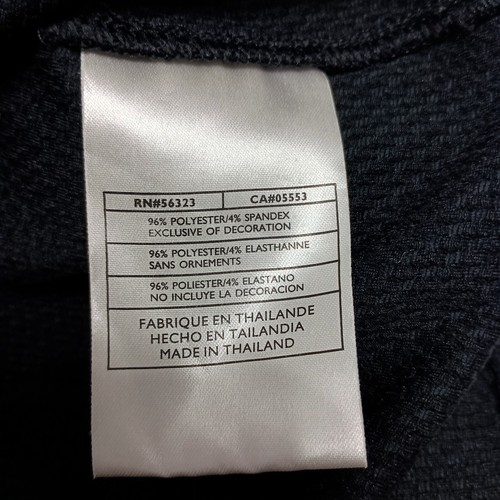 RN#56323 CA#05553
96% POLYESTER/4% SPANDEX
EXCLUSIVE OF DECORATION
96% POLYESTER/4% ELASTHANNE
SANS ORNEMENTS
96% POLIESTER/4% ELASTANO
NO INCLUYE LA DECORACION
FABRIQUE EN THAILANDE
HECHO EN TAILANDIA
MADE IN THAILAND